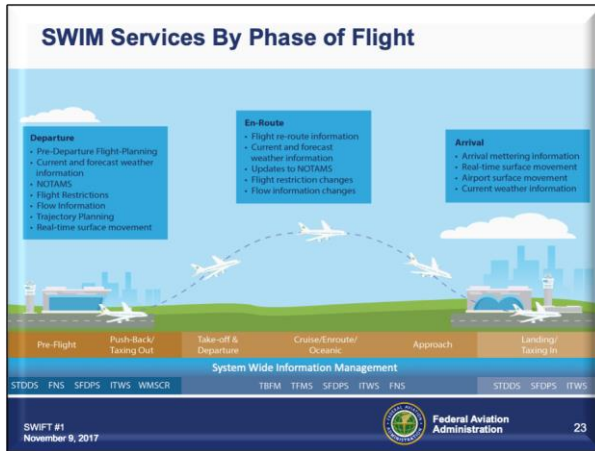 SWIM Services By Phase of Flight
Departure
• Pre-Departure Flight-Planning
• Current and forecast weather
information
• NOTAMS
• Flight Restrictions
• Flow Information
• Trajectory Planning
• Real-time surface movement
En-Route
• Flight re-route information
• Current and forecast
weather information
• Updates to NOTAMS
• Flight restriction changes
• Flow information changes
Arrival
• Arrival mettering information
• Real-time surface movement
• Airport surface movement
• Current weather information
Pre-Flight
Push-Back/
Taxing Out
Take-off &
Departure
Cruise/Enroute/
Oceanic
Approach
Landing/
Taxing In
System Wide Information Management
STDDS FNS SFDPS ITWS WMSCR
TBFM TFMS SFDPS ITWS FNS
STDDS SFDPS ITWS
SWIFT #1
November 9, 2017
Federal Aviation
Administration
23